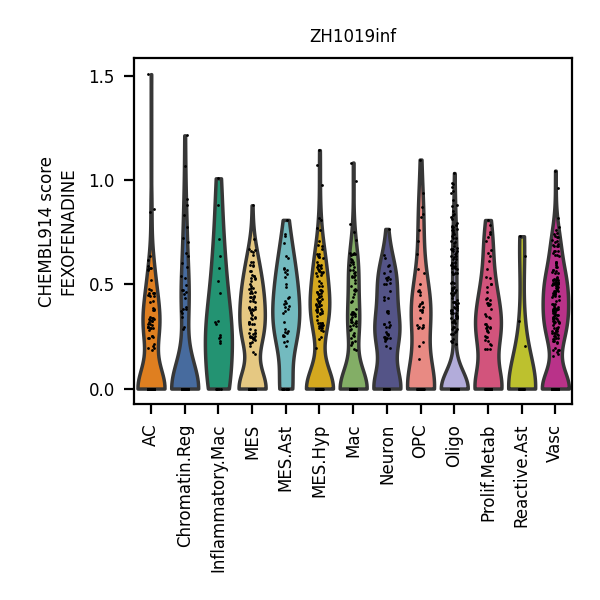 ZH1019inf
CHEMBL914 score
FEXOFENADINE
1.5
1.0
0.5
0.0
AC
Chromatin.Reg
Inflammatory.Mac
MES
MES.Ast
MES.Hyp
Mac
Neuron
OPC
Oligo
Prolif.Metab
Reactive.Ast
Vasc